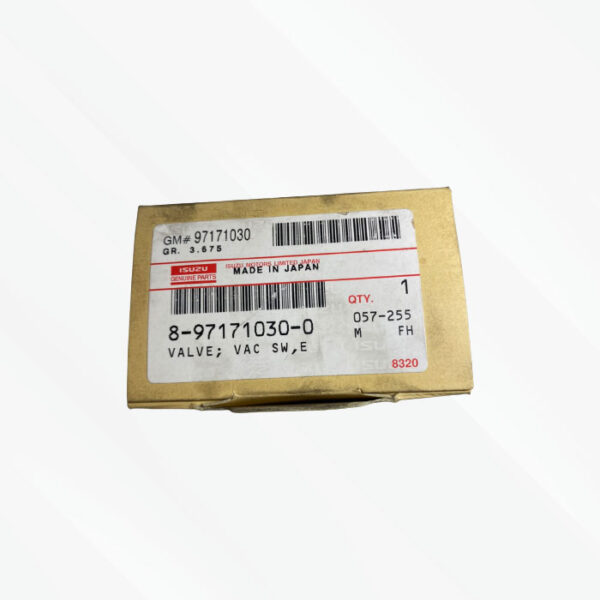 GM# 97171030
GR. 3.675
ISUZU
GENUINE PARTS
ISUZU MOTORS LIMITED JAPAN
MADE IN JAPAN
QTY. 1
8-97171030-0
057-255
VALVE; VAC SW,E
M FH
8320